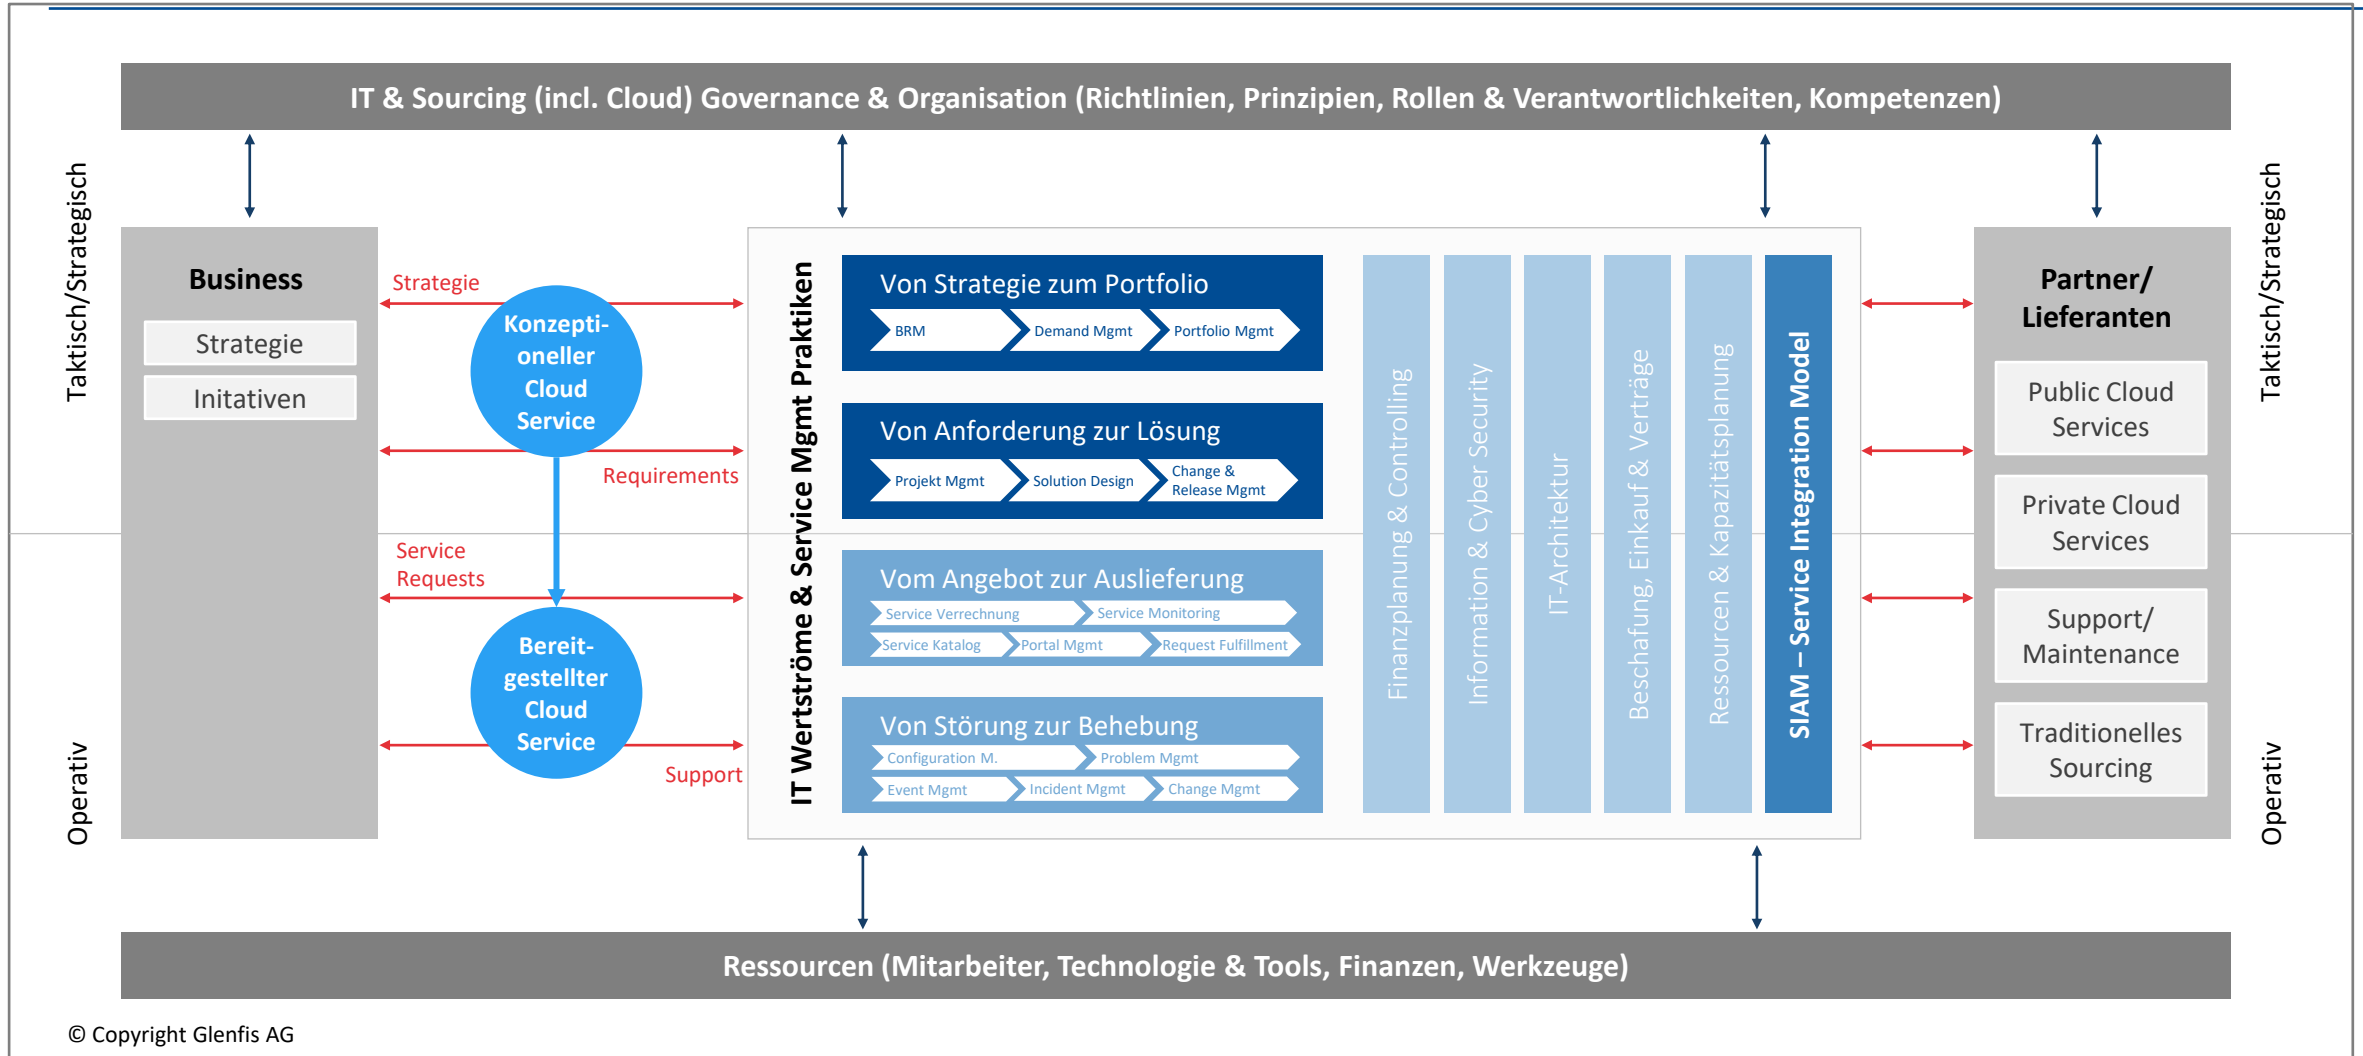 IT & Sourcing (incl. Cloud) Governance & Organisation (Richtlinien, Prinzipien, Rollen & Verantwortlichkeiten, Kompetenzen)
Taktisch/Strategisch
Operativ
Business
Strategie
Initativen
Strategie
Requirements
Service
Requests
Support
Konzepti-
oneller
Cloud
Service
Bereit-
gestellter
Cloud
Service
IT Wertströme & Service Mgmt Praktiken
Von Strategie zum Portfolio
BRM
Demand Mgmt
Portfolio Mgmt
Von Anforderung zur Lösung
Projekt Mgmt
Solution Design
Change &
Release Mgmt
Vom Angebot zur Auslieferung
Service Verrechnung
Service Monitoring
Service Katalog
Portal Mgmt
Request Fulfillment
Von Störung zur Behebung
Configuration M.
Problem Mgmt
Event Mgmt
Incident Mgmt
Change Mgmt
Finanzplanung & Controlling
Information & Cyber Security
IT-Architektur
Beschafung, Einkauf & Verträge
Ressourcen & Kapazitätsplanung
SIAM – Service Integration Model
Partner/
Lieferanten
Public Cloud
Services
Private Cloud
Services
Support/
Maintenance
Traditionelles
Sourcing
Taktisch/Strategisch
Operativ
Ressourcen (Mitarbeiter, Technologie & Tools, Finanzen, Werkzeuge)
© Copyright Glenfis AG